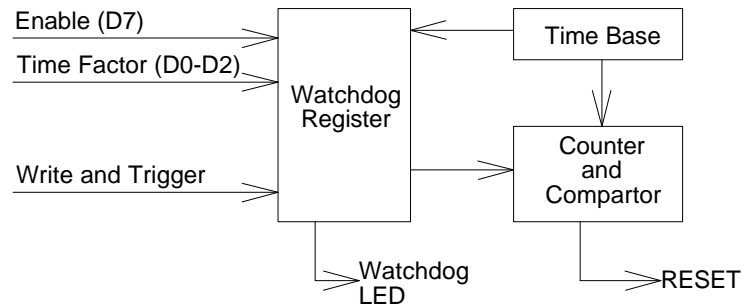 Enable (D7)
Time Factor (D0-D2)
Write and Trigger
Watchdog
Register
Time Base
Counter
and
Compartor
Watchdog
LED
RESET